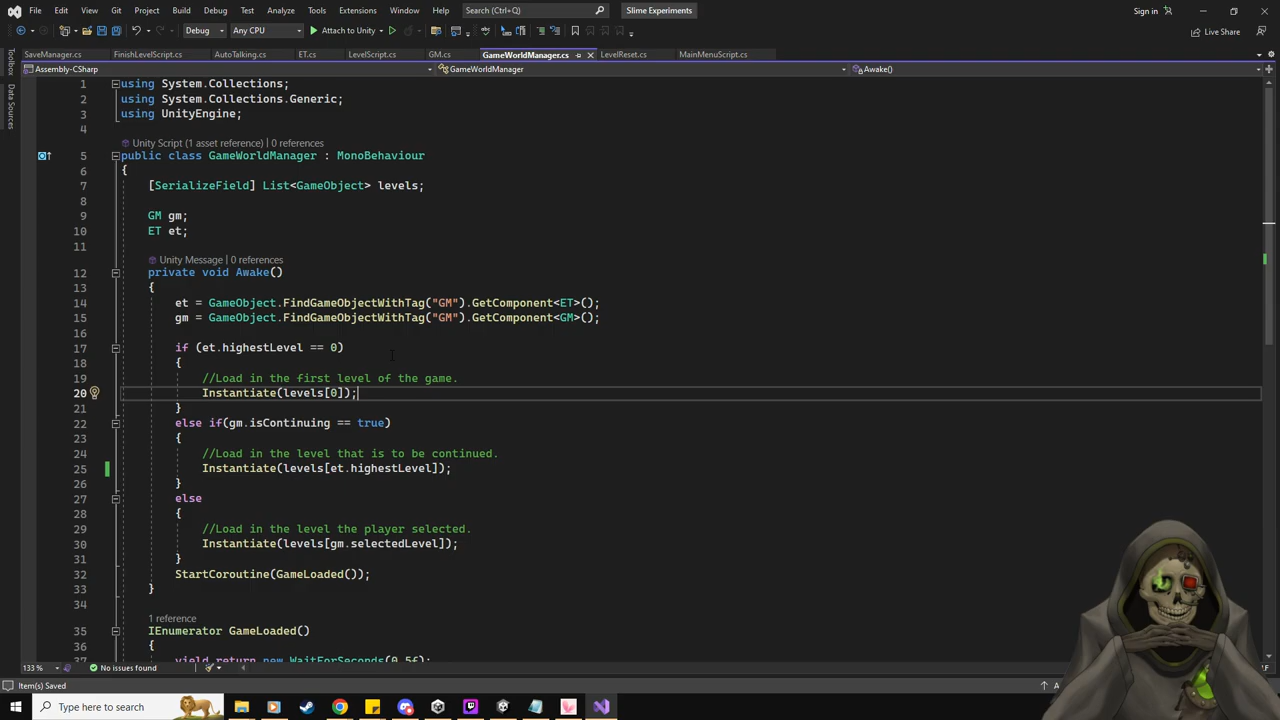 File Edit View Git Project Build Debug Test Analyze Tools Extensions Window Help Search (Ctrl+Q) Slime Experiments Sign in
Debug Any CPU Attach to Unity Live Share
SaveManager.cs FinishLevelScript.cs AutoTalking.cs ET.cs LevelScript.cs GM.cs GameWorldManager.cs LevelReset.cs MainMenuScript.cs
Toolbox
Data Sources
Assembly-CSharp GameWorldManager Awake()
1 using System.Collections;
2 using System.Collections.Generic;
3 using UnityEngine;
4
Unity Script (1 asset reference) | 0 references
5 public class GameWorldManager : MonoBehaviour
6 {
7 [SerializeField] List<GameObject> levels;
8
9 GM gm;
10 ET et;
11
Unity Message | 0 references
12 private void Awake()
13 {
14 et = GameObject.FindGameObjectWithTag("GM").GetComponent<ET>();
15 gm = GameObject.FindGameObjectWithTag("GM").GetComponent<GM>();
16
17 if (et.highestLevel == 0)
18 {
19 //Load in the first level of the game.
20 Instantiate(levels[0]);
21 }
22 else if(gm.isContinuing == true)
23 {
24 //Load in the level that is to be continued.
25 Instantiate(levels[et.highestLevel]);
26 }
27 else
28 {
29 //Load in the level the player selected.
30 Instantiate(levels[gm.selectedLevel]);
31 }
32 StartCoroutine(GameLoaded());
33 }
34
1 reference
35 IEnumerator GameLoaded()
36 {
37 yield return new WaitForSeconds(0.5f);
133 % No issues found
Item(s) Saved
Type here to search